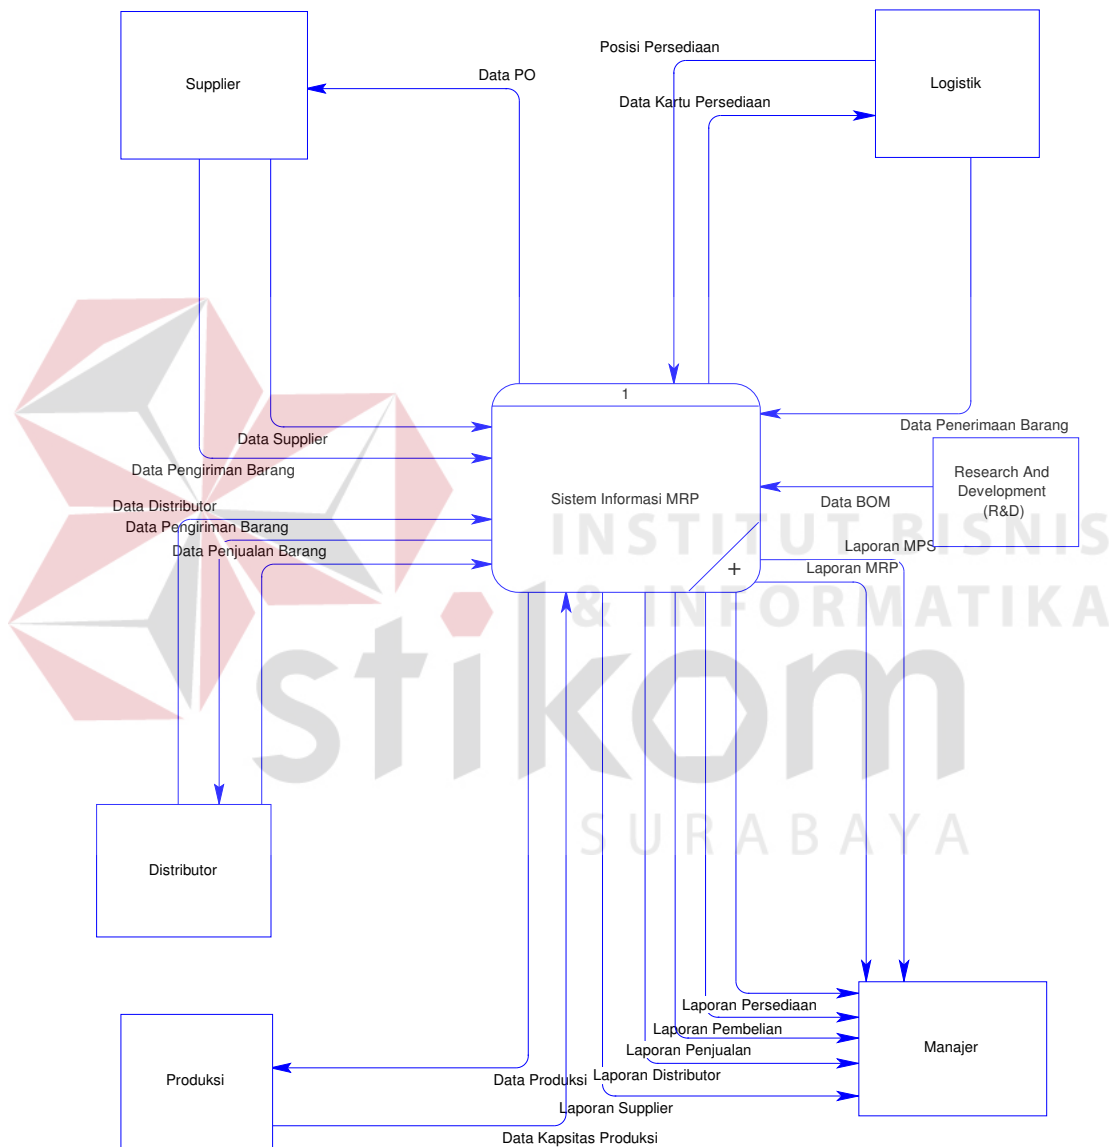 Posisi Persediaan
Data PO
Supplier
Logistik
Data Kartu Persediaan
1
Data Penerimaan Barang
Data Supplier
Data Pengiriman Barang
Research And
Development
(R&D)
Sistem Informasi MRP
Data BOM
Data Distributor
Data Pengiriman Barang
Data Penjualan Barang
INSTITUT BISNIS
& INFORMATIKA
Laporan MPS
Laporan MRP
+
stikom
SURABAYA
Distributor
Laporan Persediaan
Laporan Pembelian
Laporan Penjualan
Laporan Distributor
Laporan Supplier
Manajer
Produksi
Data Produksi
Data Kapsitas Produksi